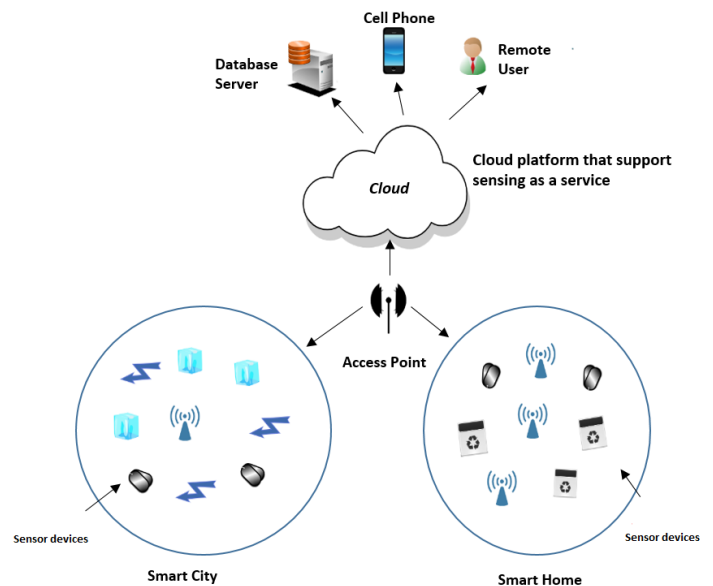 Cell Phone
Database
Server
Remote
User
Cloud platform that support
sensing as a service
Cloud
Access Point
Sensor devices
Sensor devices
Smart City
Smart Home